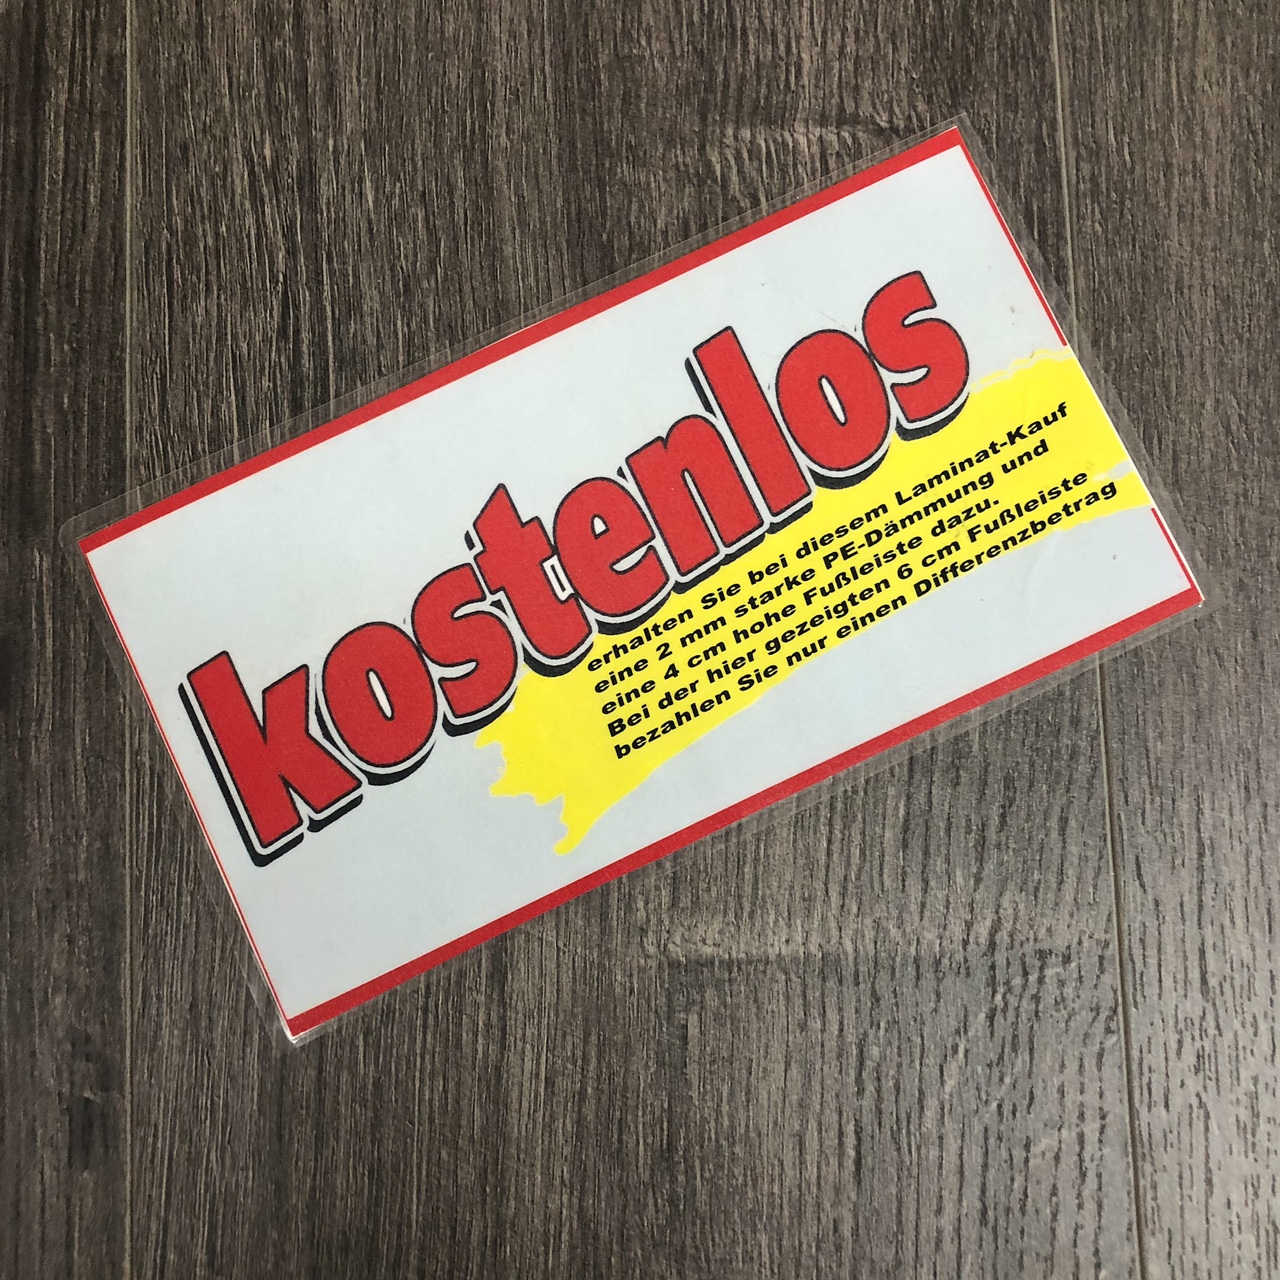 kostenlos
erhalten Sie bei diesem Laminat-Kauf
eine 2 mm starke PE-Dämmung und
eine 4 cm hohe Fußleiste dazu.
Bei der hier gezeigten 6 cm Fußleiste
bezahlen Sie nur einen Differenzbetrag